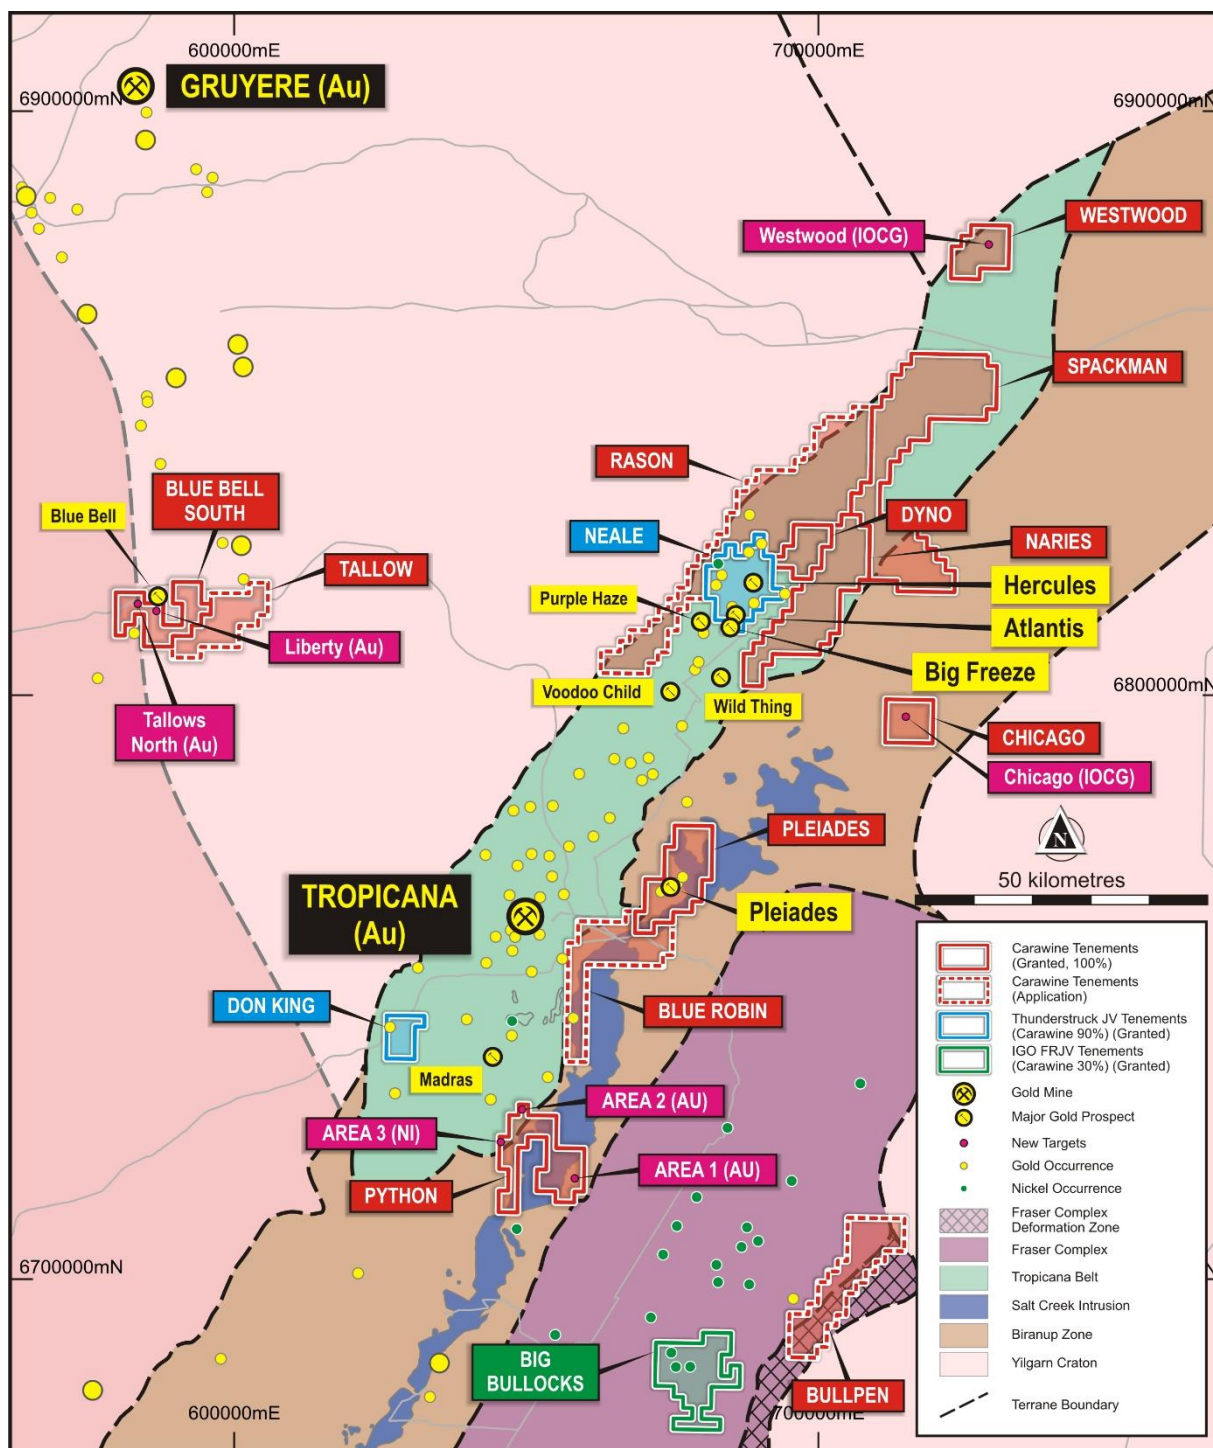 600000mE
700000mE
GRUYERE (Au)
6900000mN
6900000mN
WESTWOOD
Westwood (IOCG)
SPACKMAN
RASON
BLUE BELL
SOUTH
Blue Bell
DYNO
NEALE
NARIES
TALLOW
Hercules
Purple Haze
Atlantis
Liberty (Au)
Big Freeze
Voodoo Child
6800000mN
Wild Thing
Tallows
North (Au)
CHICAGO
Chicago (IOCG)
N
PLEIADES
50 kilometres
TROPICANA
(Au)
Pleiades
DON KING
BLUE ROBIN
Madras
AREA 2 (AU)
AREA 3 (NI)
AREA 1 (AU)
PYTHON
6700000mN
BIG
BULLOCKS
BULLPEN
600000mE
700000mE
Carawine Tenements
(Granted, 100%)
Carawine Tenements
(Application)
Thunderstruck JV Tenements
(Carawine 90%) (Granted)
IGO FRJV Tenements
(Carawine 30%) (Granted)
Gold Mine
Major Gold Prospect
New Targets
Gold Occurrence
Nickel Occurrence
Fraser Complex
Deformation Zone
Fraser Complex
Tropicana Belt
Salt Creek Intrusion
Biranup Zone
Yilgarn Craton
Terrane Boundary